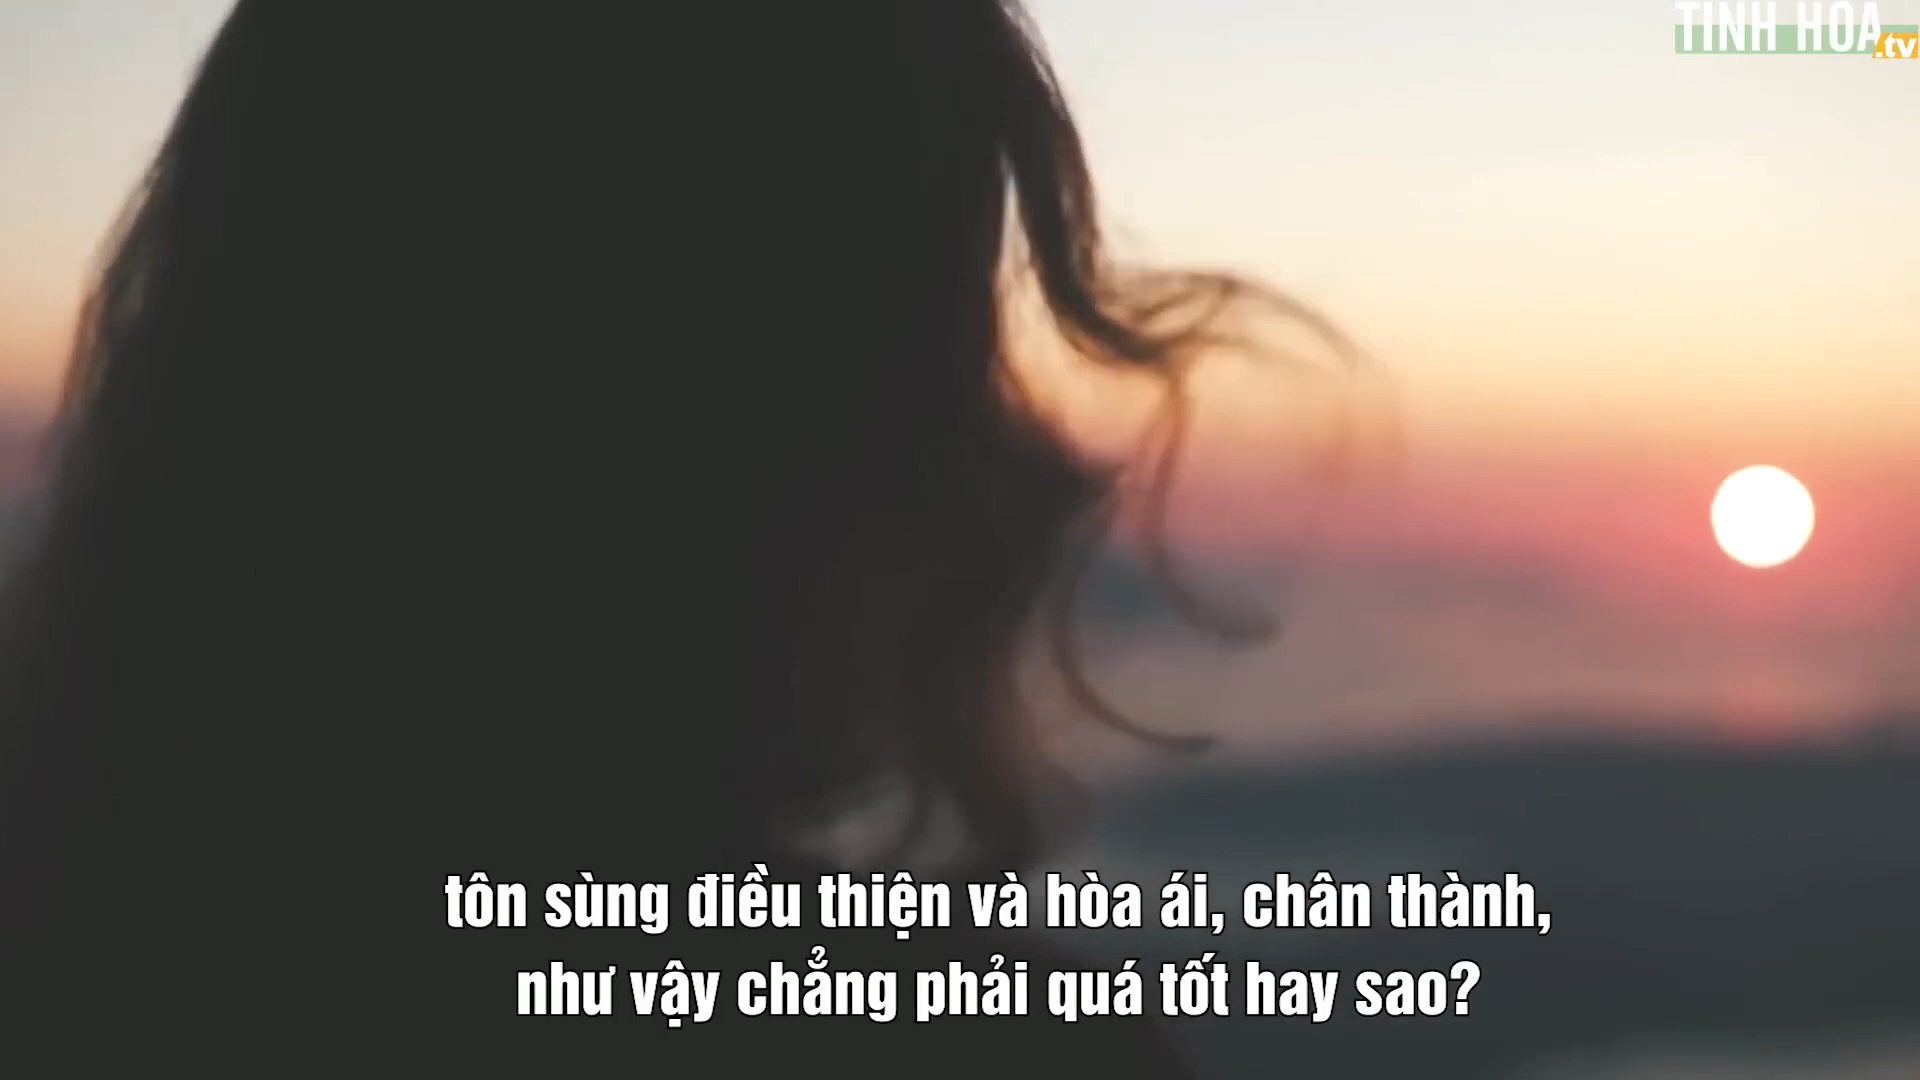 TINH HOA
.tv
tôn sùng điều thiện và hòa ái, chân thành,
như vậy chẳng phải quá tốt hay sao?